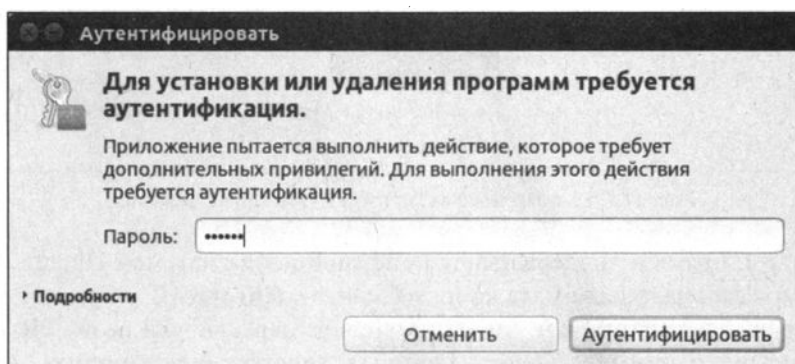 Аутентифицировать
Для установки или удаления программ требуется
аутентификация.
Приложение пытается выполнить действие, которое требует
дополнительных привилегий. Для выполнения этого действия
требуется аутентификация.
Пароль: ••••••
Подробности
Отменить Аутентифицировать